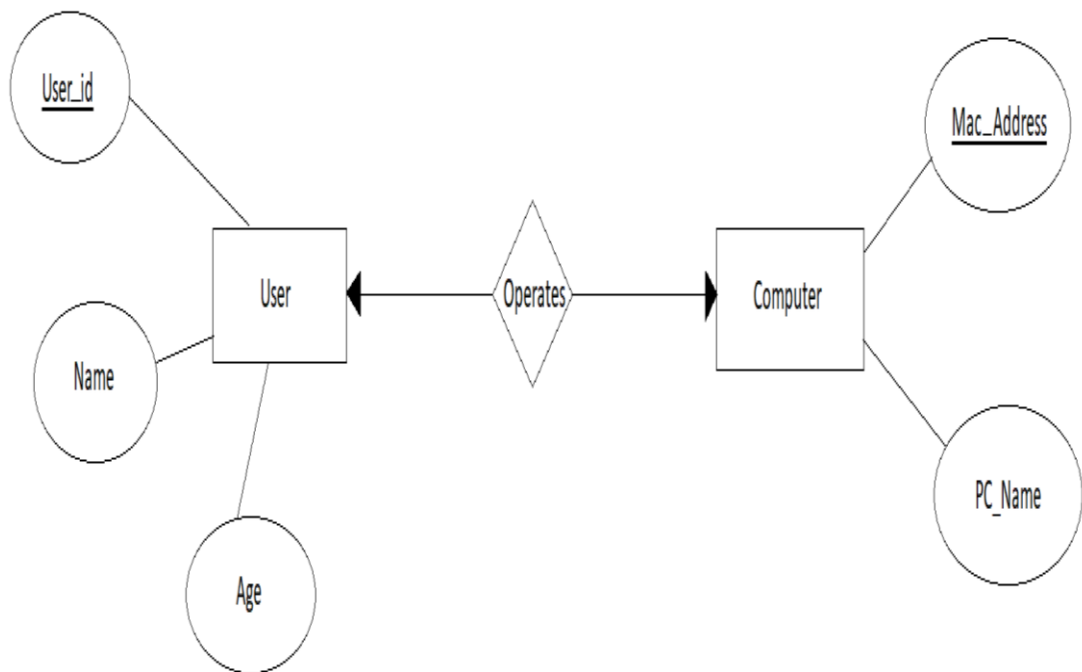 User_id
Mac_Address
User
Operates
Computer
Name
PC_Name
Age